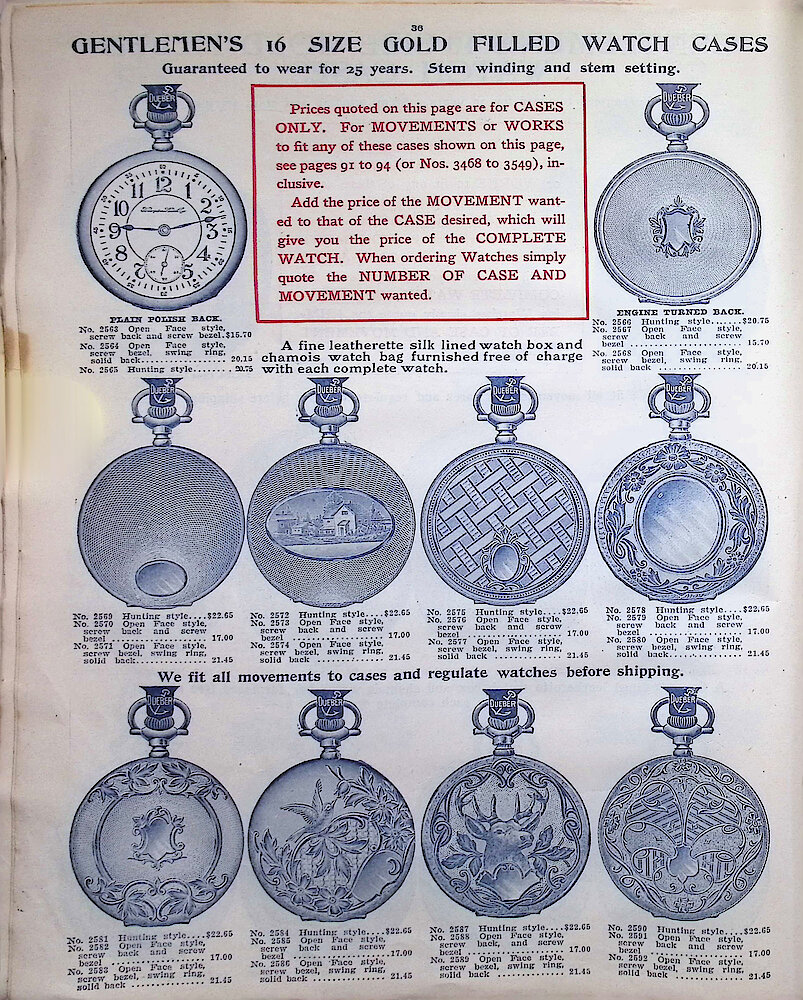 36
GENTLEMEN'S 16 SIZE GOLD FILLED WATCH CASES
Guaranteed to wear for 25 years. Stem winding and stem setting.
DUEBER
12
1
2
3
8
9
10
11
Prices quoted on this page are for CASES
ONLY. For MOVEMENTS or WORKS
to fit any of these cases shown on this page,
see pages 91 to 94 (or Nos. 3468 to 3549), in-
clusive.
Add the price of the MOVEMENT want-
ed to that of the CASE desired, which will
give you the price of the COMPLETE
WATCH. When ordering Watches simply
quote the NUMBER OF CASE AND
MOVEMENT wanted.
DUEBER
PLAIN POLISH BACK.
No. 2563 Open Face style,
screw back and screw bezel.$15.70
No. 2564 Open Face style,
screw bezel, swing ring,
solid back.................. 20.15
No. 2565 Hunting style........ 20.75
A fine leatherette silk lined watch box and
chamois watch bag furnished free of charge
with each complete watch.
ENGINE TURNED BACK.
No. 2566 Hunting style.......$20.75
No. 2567 Open Face style,
screw back and screw
bezel ...................... 15.70
No. 2568 Open Face style,
screw bezel, swing ring,
solid back.................. 20.15
DUEBER
DUEBER
DUEBER
DUEBER
No. 2569 Hunting style....$22.65
No. 2570 Open Face style,
screw back and screw
bezel .................. 17.00
No. 2571 Open Face style,
screw bezel, swing ring,
solid back.............. 21.45
No. 2572 Hunting style....$22.65
No. 2573 Open Face style,
screw back and screw
bezel .................. 17.00
No. 2574 Open Face style,
screw bezel, swing ring,
solid back.............. 21.45
No. 2575 Hunting style....$22.65
No. 2576 Open Face style,
screw back and screw
bezel .................. 17.00
No. 2577 Open Face style,
screw bezel, swing ring,
solid back.............. 21.45
No. 2578 Hunting style....$22.65
No. 2579 Open Face style,
screw back and screw
bezel .................. 17.00
No. 2580 Open Face style,
screw bezel, swing ring,
solid back.............. 21.45
We fit all movements to cases and regulate watches before shipping.
DUEBER
DUEBER
DUEBER
DUEBER
No. 2581 Hunting style....$22.65
No. 2582 Open Face style,
screw back and screw
bezel .................. 17.00
No. 2583 Open Face style,
screw bezel, swing ring,
solid back.............. 21.45
No. 2584 Hunting style....$22.65
No. 2585 Open Face style,
screw back and screw
bezel .................. 17.00
No. 2586 Open Face style,
screw bezel, swing ring,
solid back.............. 21.45
No. 2587 Hunting style....$22.65
No. 2588 Open Face style,
screw back, and screw
bezel .................. 17.00
No. 2589 Open Face style,
screw bezel, swing ring,
solid back.............. 21.45
No. 2590 Hunting style....$22.65
No. 2591 Open Face style,
screw back and screw
bezel .................. 17.00
No. 2592 Open Face style,
screw bezel, swing ring,
solid back.............. 21.45